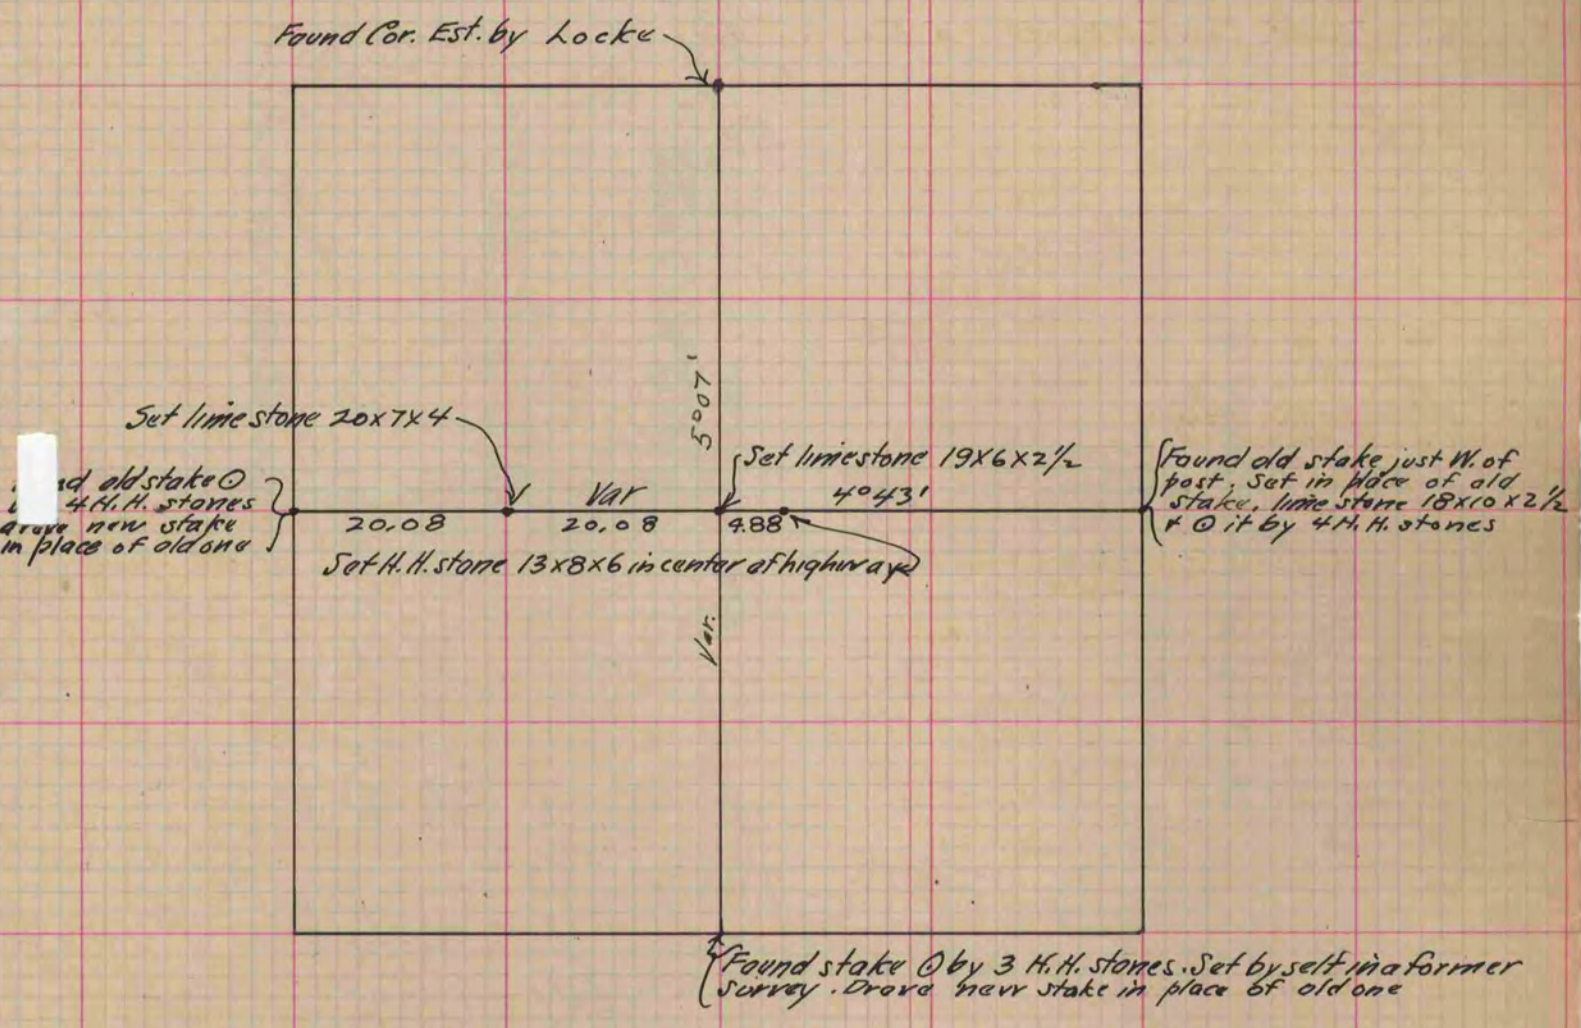 Found Cor. Est. by Locke
5°07'
Set limestone 20x7x4
Set limestone 19x6x2½
old stake ⊙
4 H.H. stones
drove new stake
in place of old one
Var
4°43'
20.08
20.08
4.88
Found old stake just W. of
post. Set in place of old
stake, lime stone 18x10x2½
& ⊙ it by 4 H.H. stones
Set H.H. stone 13x8x6 in center of highway
Var.
Found stake ⊙ by 3 H.H. stones. Set by self in a former
Survey. Drove new stake in place of old one